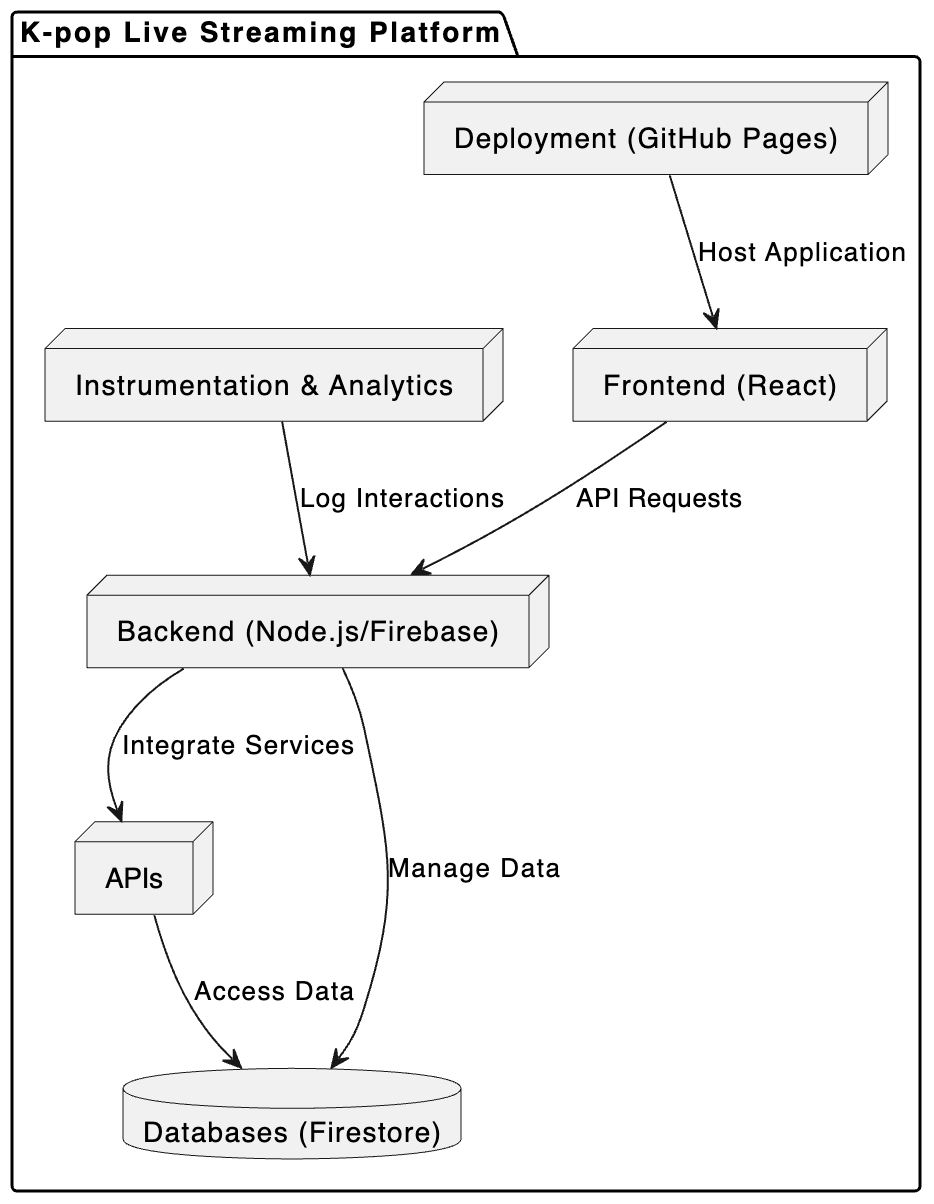 K-pop Live Streaming Platform
Deployment (GitHub Pages)
Host Application
Instrumentation & Analytics
Frontend (React)
Log Interactions
API Requests
Backend (Node.js/Firebase)
Integrate Services
APIs
Manage Data
Access Data
Databases (Firestore)